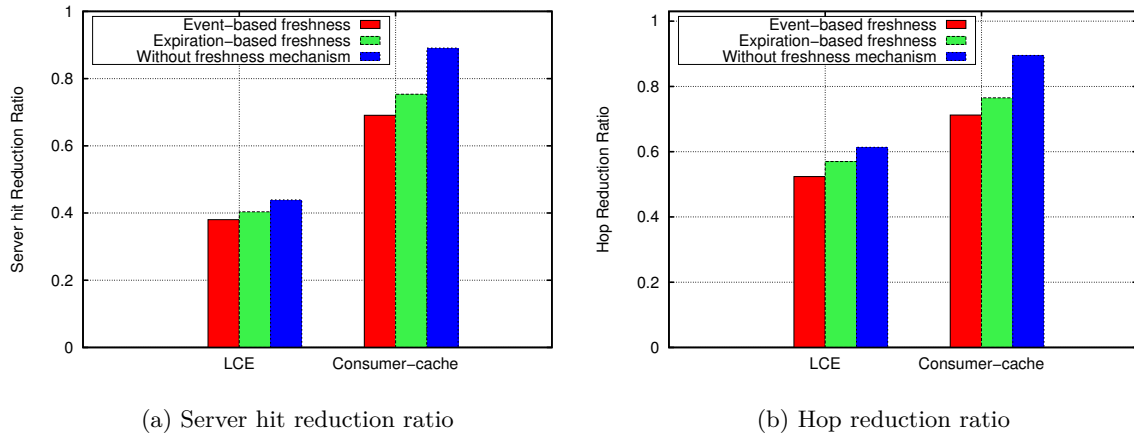 Server hit Reduction Ratio
1
0.8
0.6
0.4
0.2
0
Event-based freshness
Expiration-based freshness
Without freshness mechanism
LCE Consumer-cache
(a) Server hit reduction ratio
Hop Reduction Ratio
1
0.8
0.6
0.4
0.2
0
Event-based freshness
Expiration-based freshness
Without freshness mechanism
LCE Consumer-cache
(b) Hop reduction ratio